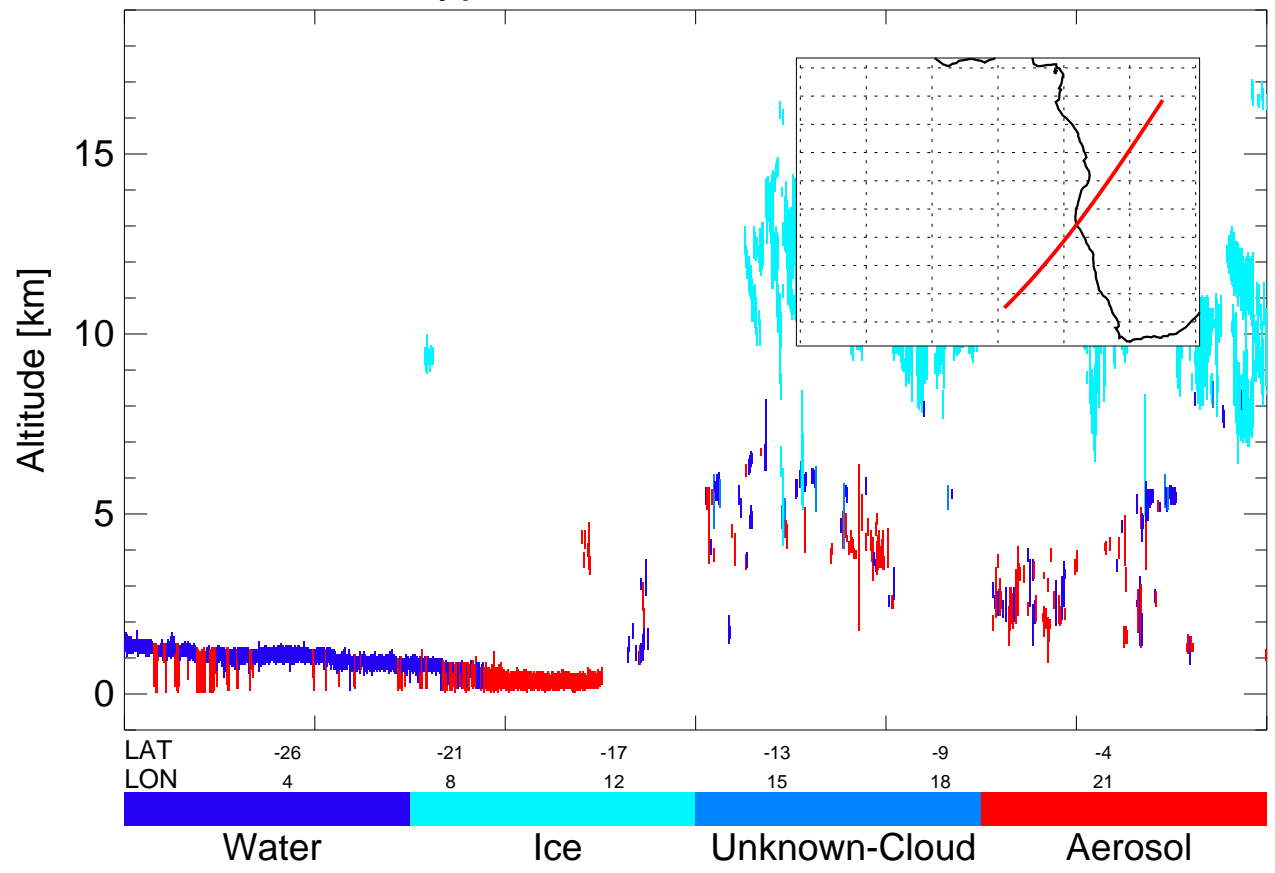 15
10
5
0
Altitude [km]
LAT -26 -21 -17 -13 -9 -4
LON 4 8 12 15 18 21
Water Ice Unknown-Cloud Aerosol